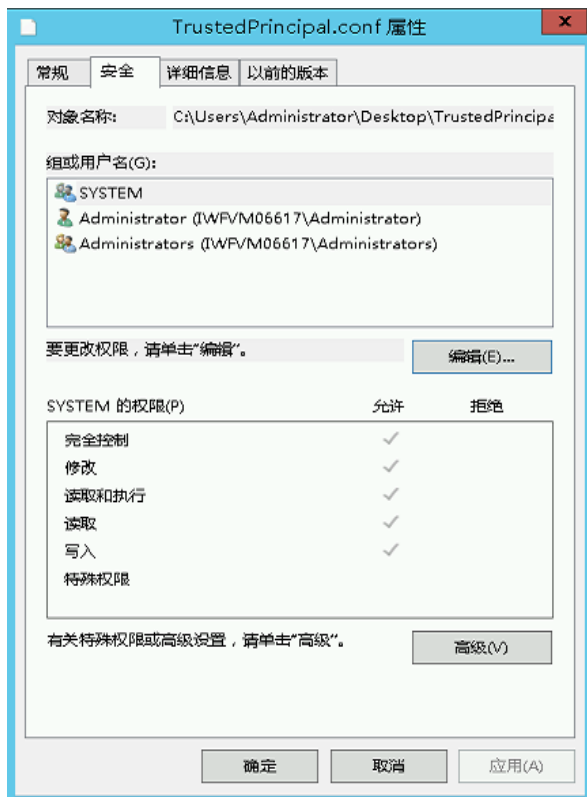 TrustedPrincipal.conf 属性
x
常规 安全 详细信息 以前的版本
对象名称: C:\Users\Administrator\Desktop\TrustedPrincipa
组或用户名(G):
SYSTEM
Administrator (IWFVM06617\Administrator)
Administrators (IWFVM06617\Administrators)
要更改权限，请单击"编辑"。 编辑(E)...
SYSTEM 的权限(P) 允许 拒绝
完全控制
修改
读取和执行
读取
写入
特殊权限
有关特殊权限或高级设置，请单击"高级"。 高级(V)
确定 取消 应用(A)